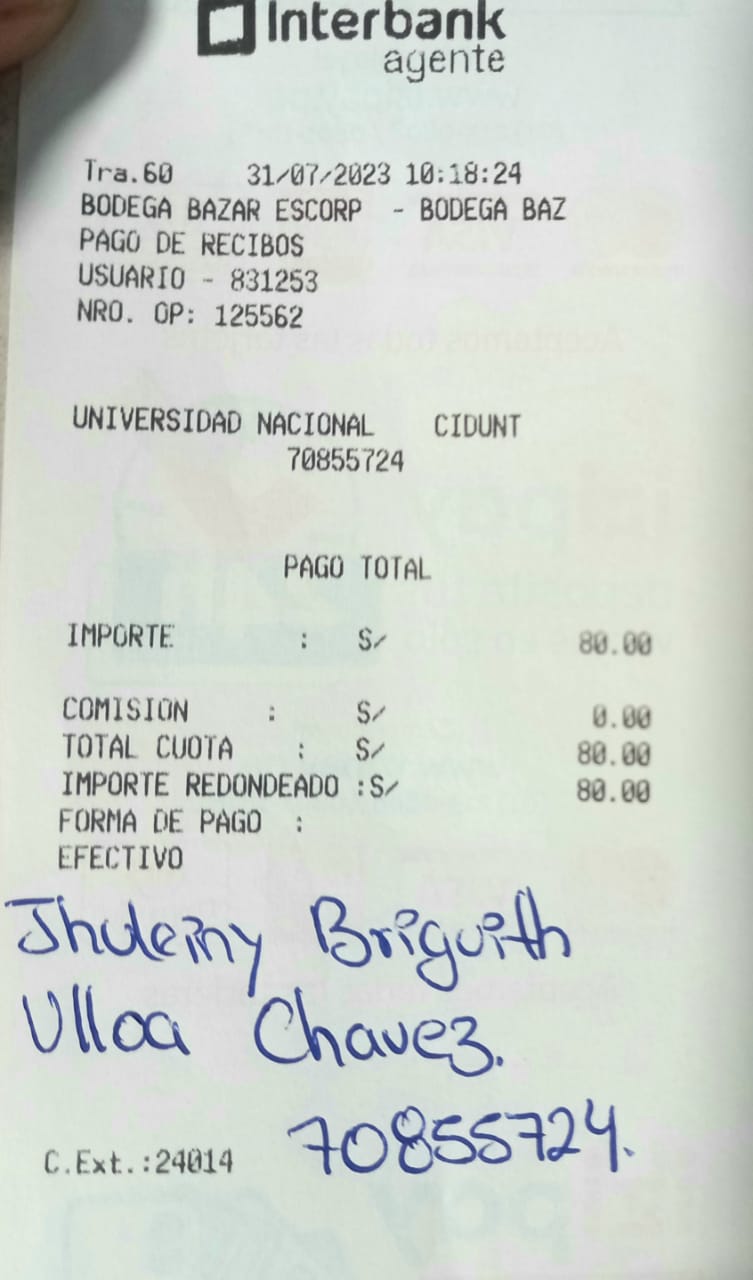 Interbank
agente
Tra.60 31/07/2023 10:18:24
BODEGA BAZAR ESCORP - BODEGA BAZ
PAGO DE RECIBOS
USUARIO - 831253
NRO. OP: 125562
UNIVERSIDAD NACIONAL CIDUNT
70855724
PAGO TOTAL
IMPORTE : S/ 80.00
COMISION : S/ 0.00
TOTAL CUOTA : S/ 80.00
IMPORTE REDONDEADO :S/ 80.00
FORMA DE PAGO :
EFECTIVO
Jhuleiny Briguith
Ulloa Chavez.
70855724.
C.Ext.:24014